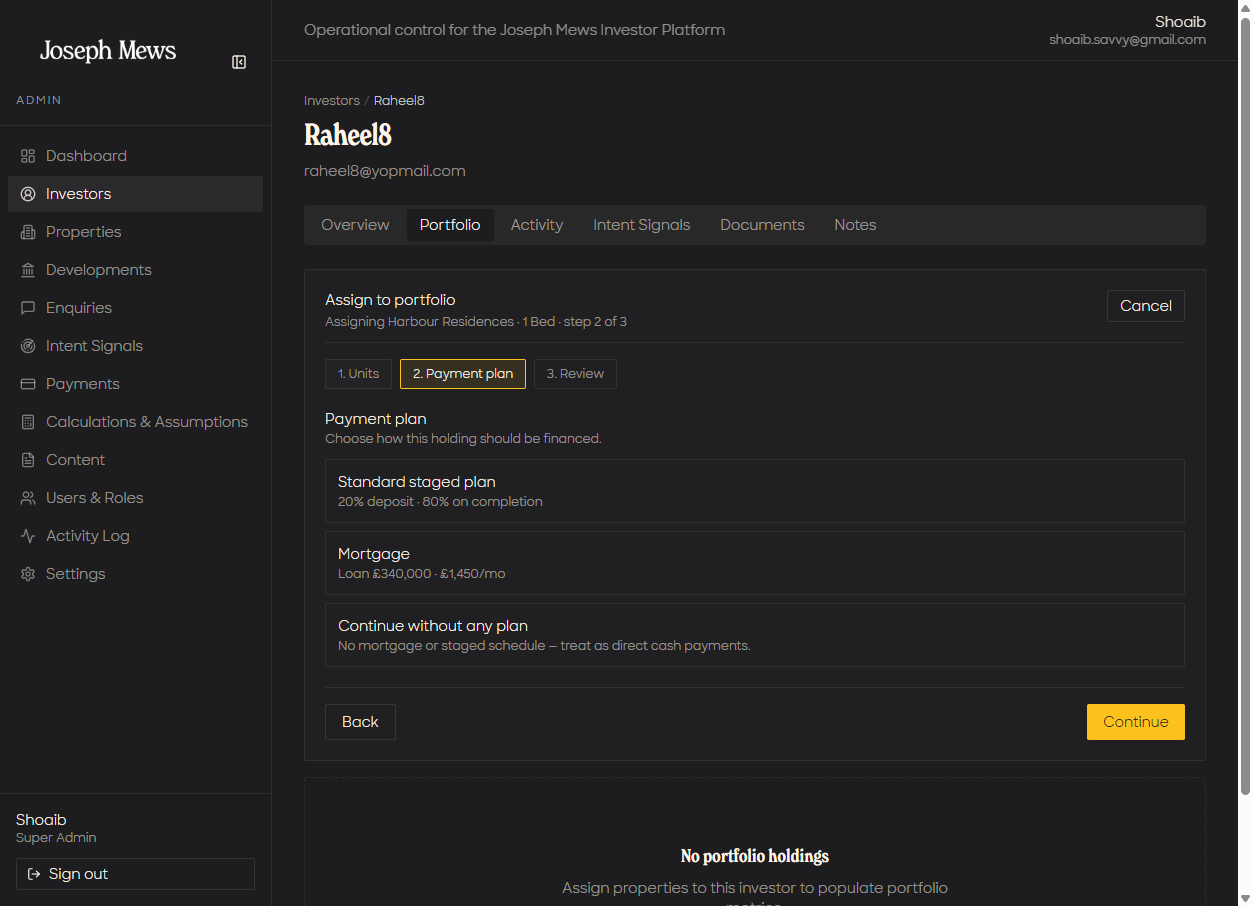 Joseph Mews
ADMIN
Dashboard
Investors
Properties
Developments
Enquiries
Intent Signals
Payments
Calculations & Assumptions
Content
Users & Roles
Activity Log
Settings
Shoaib
Super Admin
Sign out
Operational control for the Joseph Mews Investor Platform
Shoaib
shoaib.savvy@gmail.com
Investors / Raheel8
Raheel8
raheel8@yopmail.com
Overview Portfolio Activity Intent Signals Documents Notes
Assign to portfolio
Assigning Harbour Residences · 1 Bed · step 2 of 3
Cancel
1. Units 2. Payment plan 3. Review
Payment plan
Choose how this holding should be financed.
Standard staged plan
20% deposit · 80% on completion
Mortgage
Loan £340,000 · £1,450/mo
Continue without any plan
No mortgage or staged schedule — treat as direct cash payments.
Back Continue
No portfolio holdings
Assign properties to this investor to populate portfolio